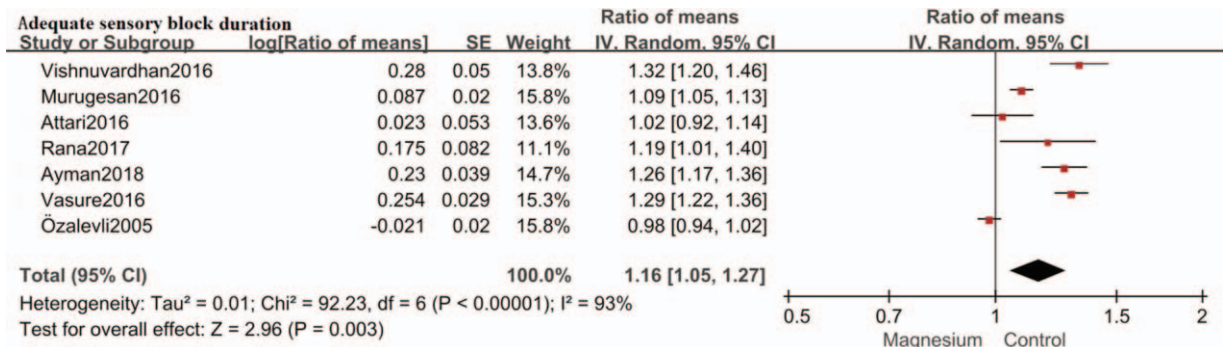 Adequate sensory block duration Ratio of means Ratio of means
Study or Subgroup log[Ratio of means] SE Weight IV. Random. 95% CI IV. Random. 95% CI
Vishnuvardhan2016 0.28 0.05 13.8% 1.32 [1.20, 1.46]
Murugesan2016 0.087 0.02 15.8% 1.09 [1.05, 1.13]
Attari2016 0.023 0.053 13.6% 1.02 [0.92, 1.14]
Rana2017 0.175 0.082 11.1% 1.19 [1.01, 1.40]
Ayman2018 0.23 0.039 14.7% 1.26 [1.17, 1.36]
Vasure2016 0.254 0.029 15.3% 1.29 [1.22, 1.36]
Özalevli2005 -0.021 0.02 15.8% 0.98 [0.94, 1.02]
Total (95% CI) 100.0% 1.16 [1.05, 1.27]
Heterogeneity: Tau² = 0.01; Chi² = 92.23, df = 6 (P < 0.00001); I² = 93%
Test for overall effect: Z = 2.96 (P = 0.003)
0.5 0.7 1 1.5 2
Magnesium Control